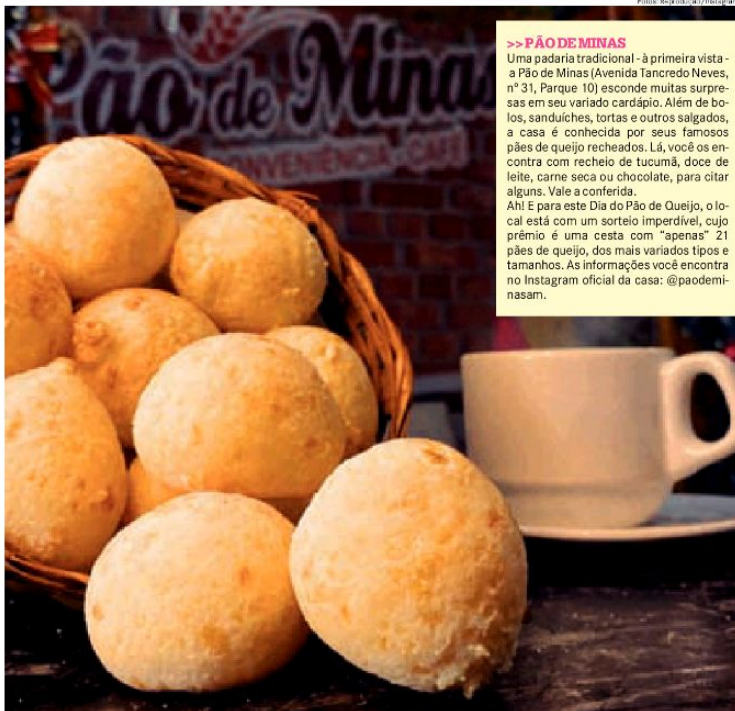 Fotos: Reprodução/Instagram
>>PÃO DE MINAS
Uma padaria tradicional - à primeira vista -
a Pão de Minas (Avenida Tancredo Neves,
nº 31, Parque 10) esconde muitas surpre-
sas em seu variado cardápio. Além de bo-
los, sanduíches, tortas e outros salgados,
a casa é conhecida por seus famosos
pães de queijo recheados. Lá, você os en-
contra com recheio de tucumã, doce de
leite, carne seca ou chocolate, para citar
alguns. Vale a conferida.
Ah! E para este Dia do Pão de Queijo, o lo-
cal está com um sorteio imperdível, cujo
prêmio é uma cesta com “apenas” 21
pães de queijo, dos mais variados tipos e
tamanhos. As informações você encontra
no Instagram oficial da casa: @paodemi-
nasam.
Pão de Minas
CONVENIÊNCIA - CAFÉ